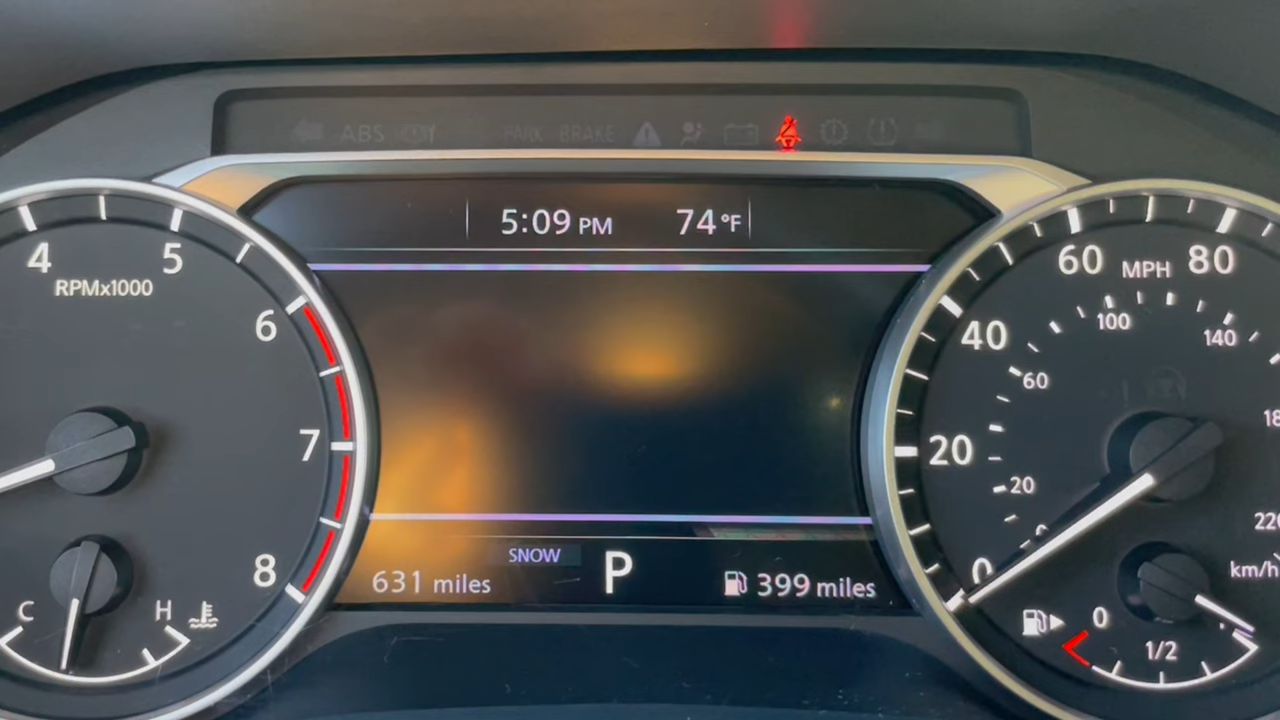 ABS
PARK BRAKE
5:09 PM 74°F
4 5 6 7 8
RPMx1000
C H
0 20 40 60 80
MPH
20 60 100 140
km/h
SNOW
P
631 miles
399 miles
0 1/2